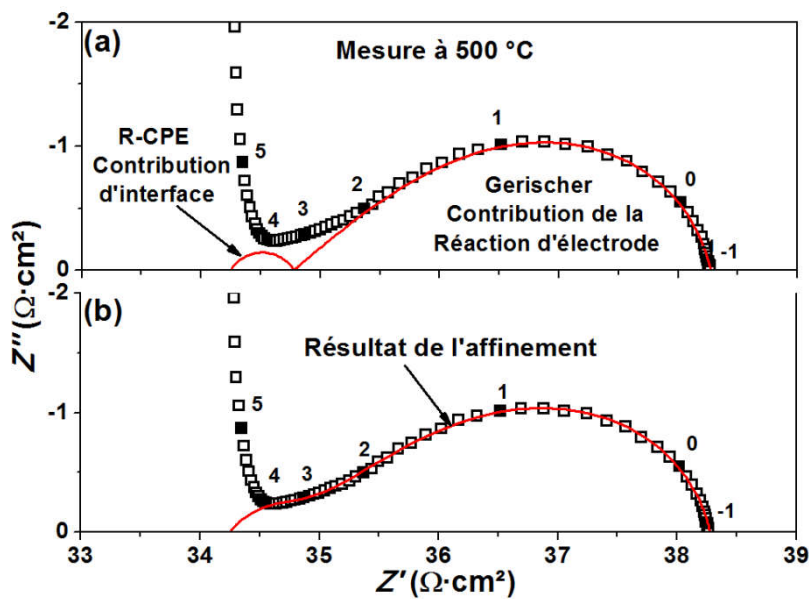 -2
(a)
Mesure à 500 °C
1
R-CPE
Contribution
d'interface
5
4
3
2
0
Gerischer
Contribution de la
Réaction d'électrode
-1
-1
0
-2
(b)
Résultat de l'affinement
1
5
4
3
2
0
-1
-1
0
33
34
35
36
37
38
39
Z'' (Ω·cm²)
Z' (Ω·cm²)